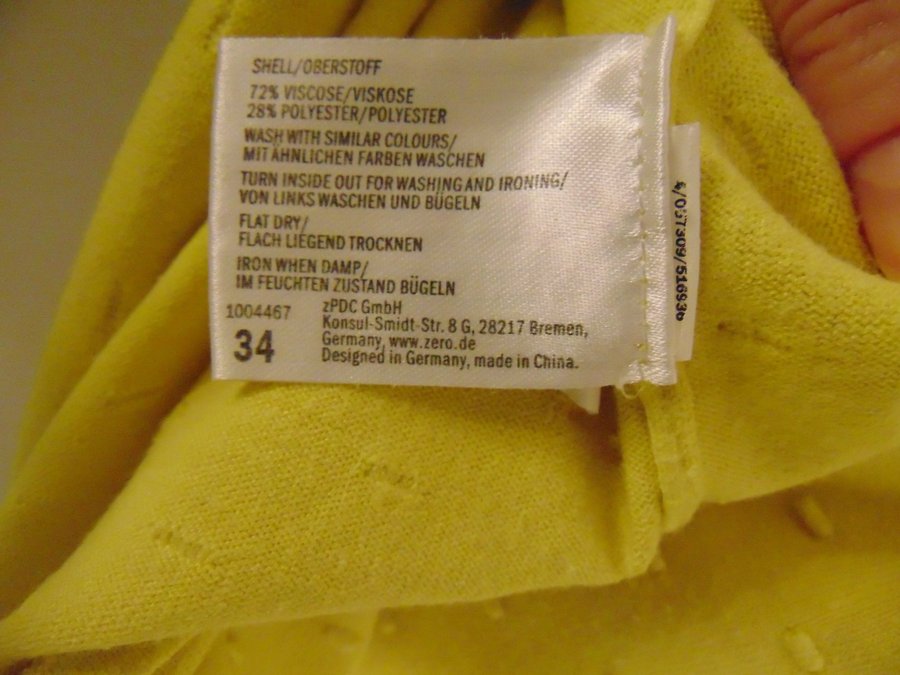 SHELL/OBERSTOFF
72% VISCOSE/VISKOSE
28% POLYESTER/POLYESTER
WASH WITH SIMILAR COLOURS/
MIT ÄHNLICHEN FARBEN WASCHEN
TURN INSIDE OUT FOR WASHING AND IRONING/
VON LINKS WASCHEN UND BÜGELN
FLAT DRY/
FLACH LIEGEND TROCKNEN
IRON WHEN DAMP/
IM FEUCHTEN ZUSTAND BÜGELN
1004467
34
zPDC GmbH
Konsul-Smidt-Str. 8 G, 28217 Bremen,
Germany, www.zero.de
Designed in Germany, made in China.
4/057309/516936